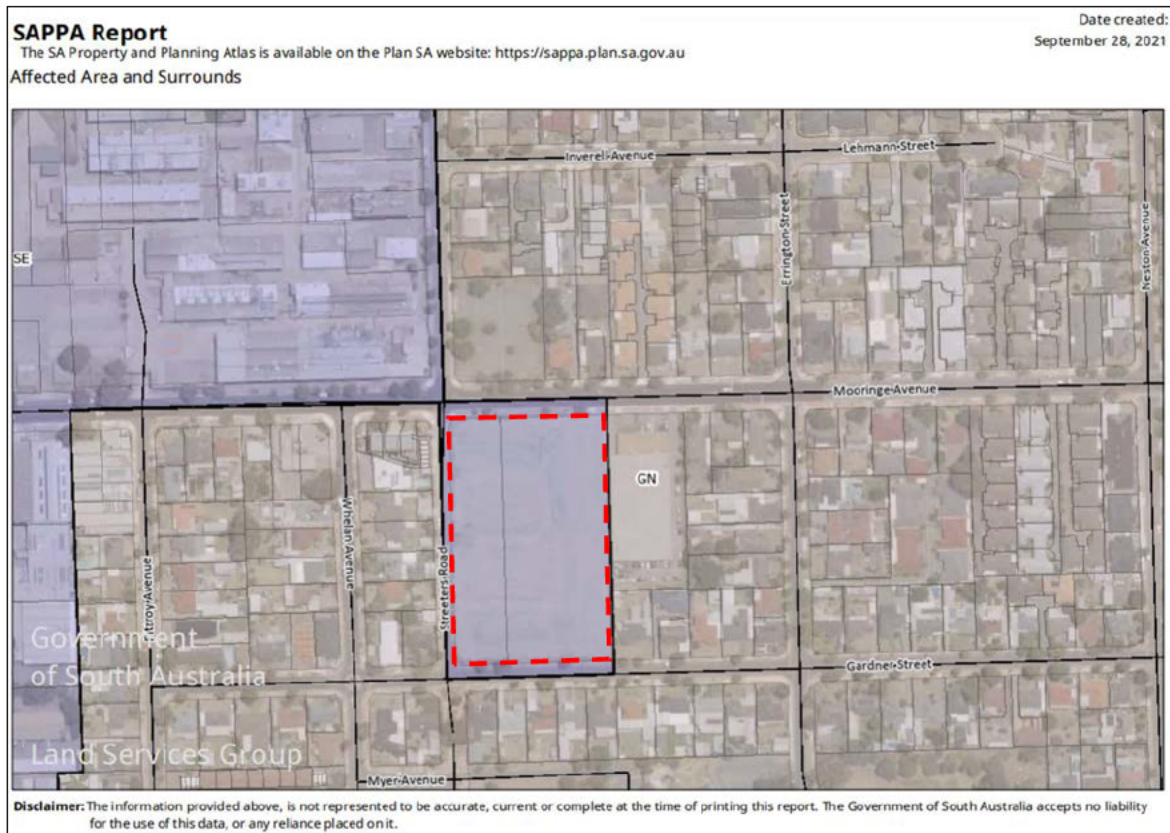 SAPPA Report
The SA Property and Planning Atlas is available on the Plan SA website: https://sappa.plan.sa.gov.au
Date created:
September 28, 2021
Affected Area and Surrounds
Inverel Avenue
Lehmann Street
SE
Errington Street
Neston Avenue
Mooringe Avenue
GN
Whelan Avenue
Streeters Road
Fitzroy Avenue
Government
of South Australia
Gardner Street
Land Services Group
Myer Avenue
Disclaimer: The information provided above, is not represented to be accurate, current or complete at the time of printing this report. The Government of South Australia accepts no liability
for the use of this data, or any reliance placed on it.